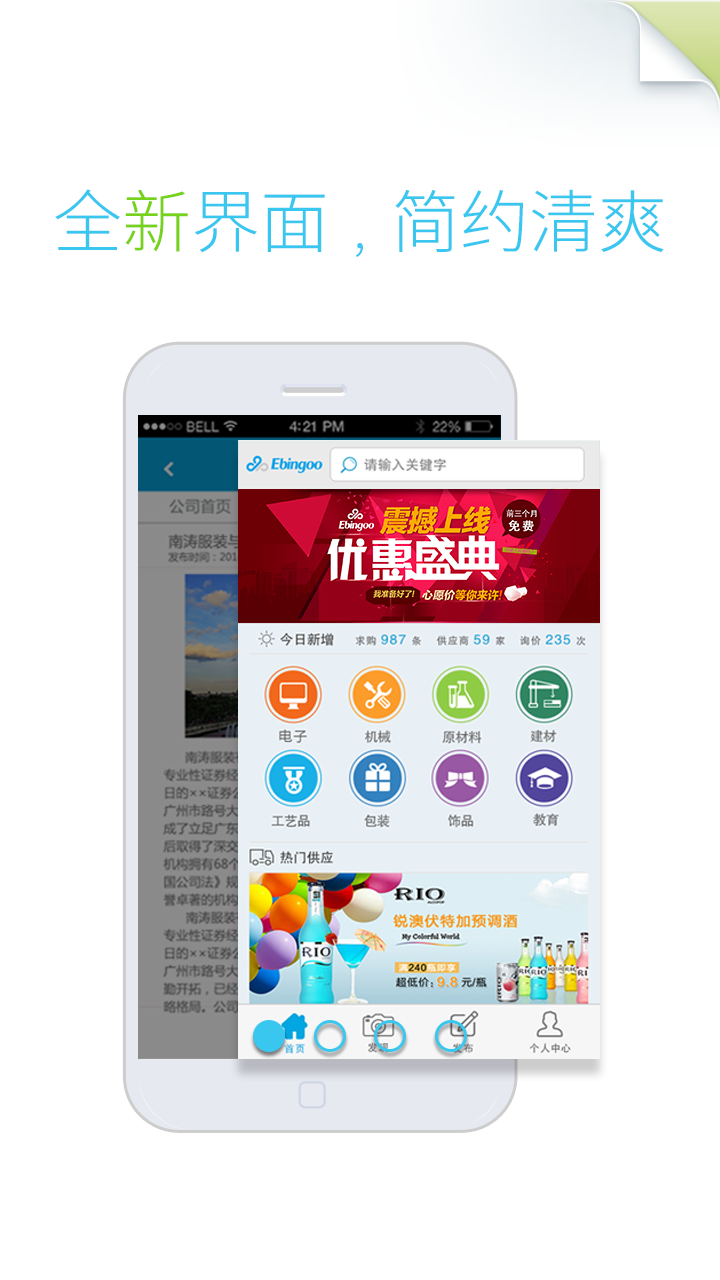 全新界面，简约清爽
BELL 4:21 PM 22%
Ebingoo 请输入关键字
公司首页
南涛服装与
发布时间：201
Ebingoo 震撼上线 前三个月 免费
优惠盛典
我准备好了！ 心愿价等你来许！
今日新增 求购 987 条 供应商 59 家 询价 235 次
电子 机械 原材料 建材
工艺品 包装 饰品 教育
南涛服装
专业性证券经
日的××证券公
广州市路号大
成了立足广东
后取得了深交
机构拥有68个
国公司法》规
誉卓著的机构
南涛服装
专业性证券经
日的××证券公
广州市路号大
勤开拓，已经
略格局。公司
热门供应
RIO
锐澳伏特加预调酒
My Colorful World
满240瓶即享
超低价：9.8元/瓶
RIO
首页 发现 发布 个人中心